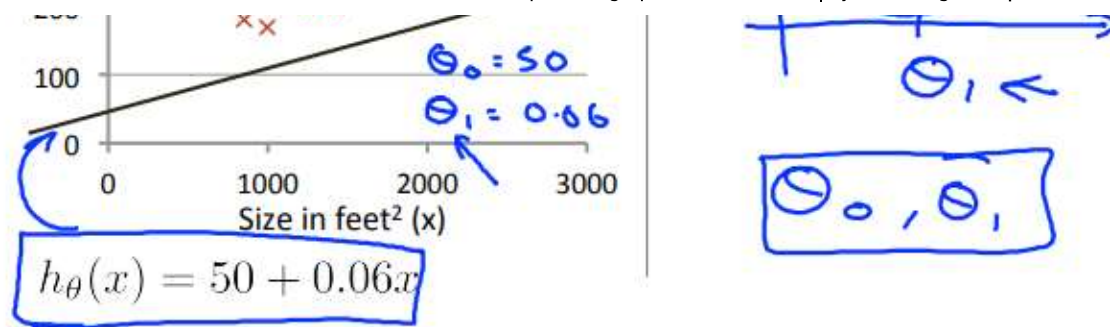 100
θ₀ = 50
θ₁ = 0.06
θ₁
0
0 1000 2000 3000
Size in feet² (x)
θ₀, θ₁
hθ(x) = 50 + 0.06x